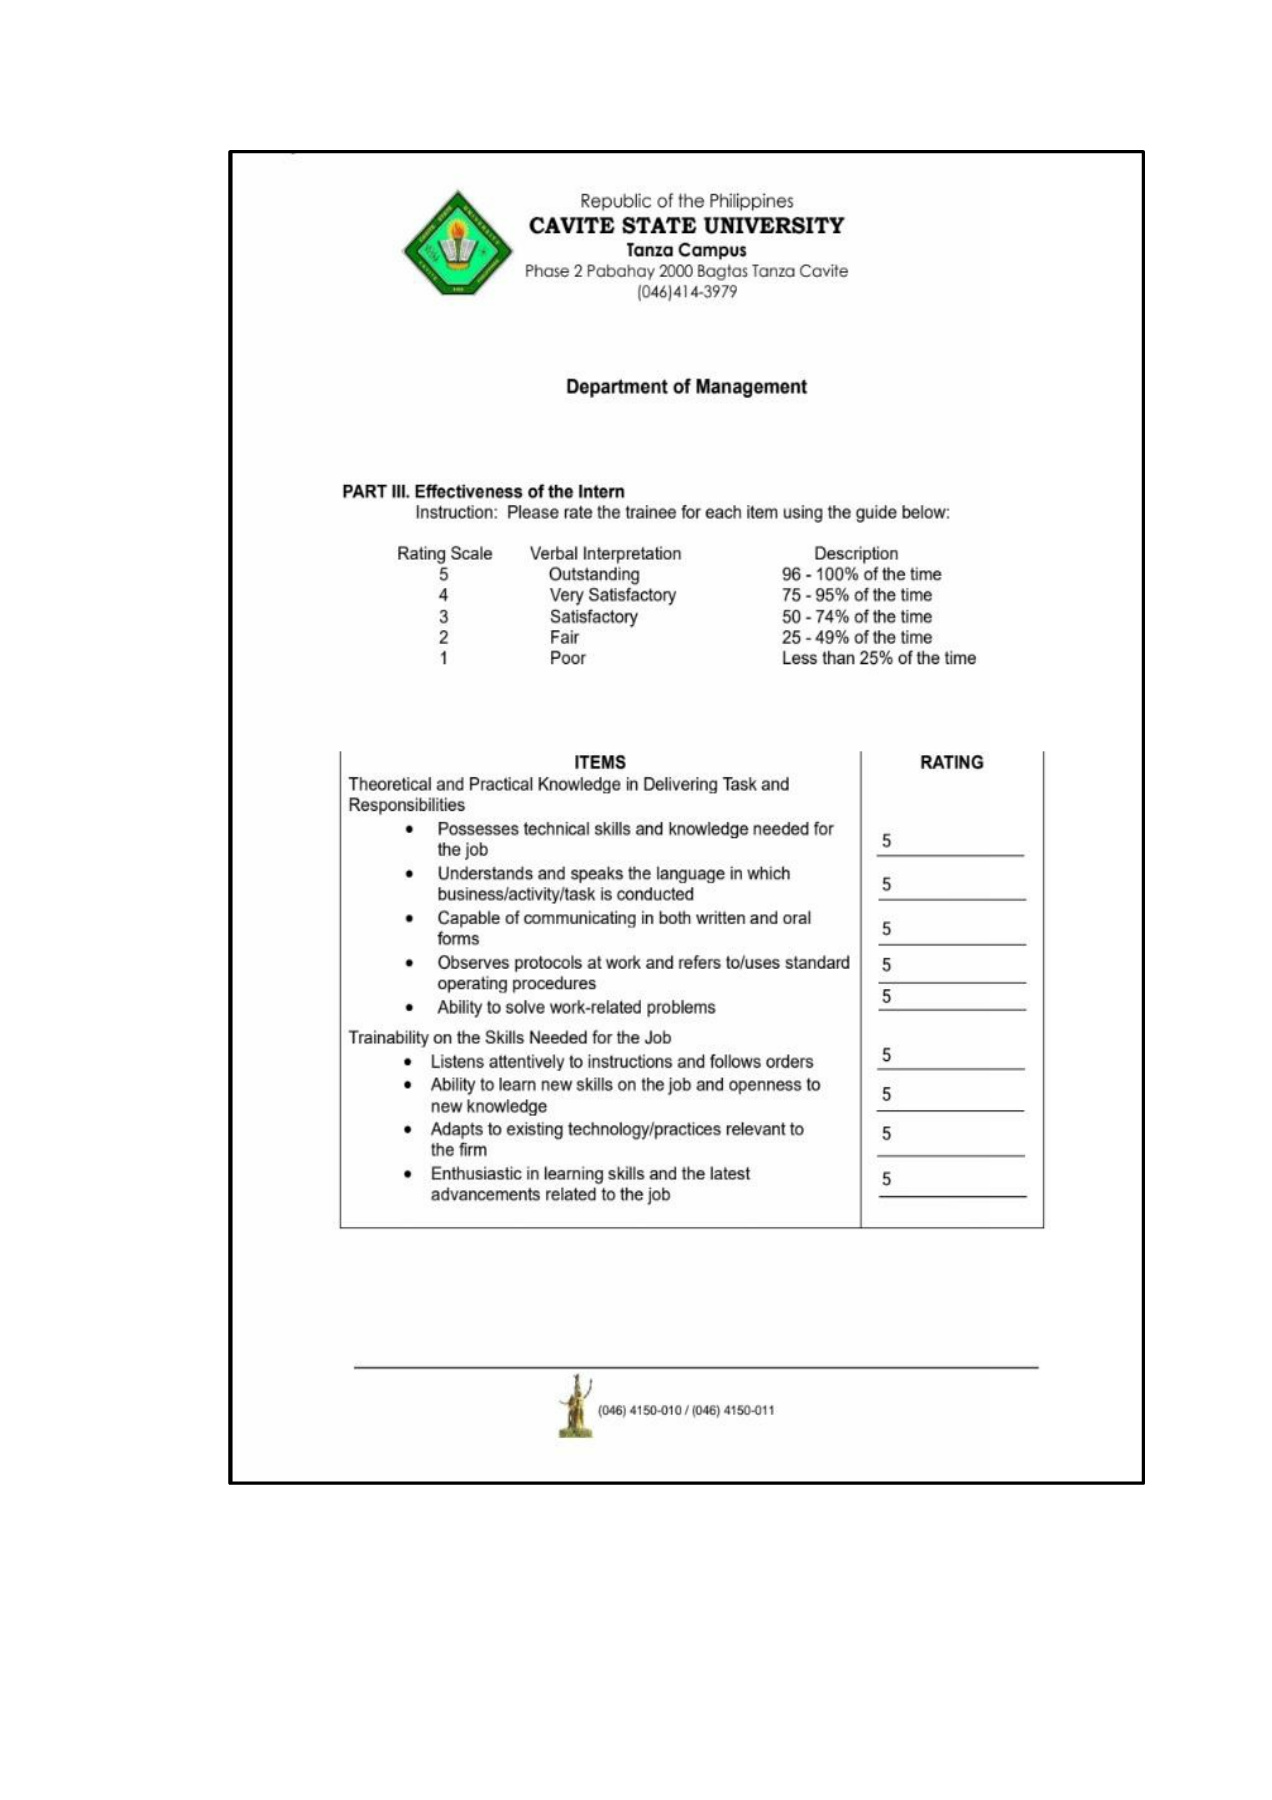 Republic of the Philippines
CAVITE STATE UNIVERSITY
Tanza Campus
Phase 2 Pabahay 2000 Bagtas Tanza Cavite
(046)414-3979
Department of Management
PART III. Effectiveness of the Intern
Instruction: Please rate the trainee for each item using the guide below:
Rating Scale Verbal Interpretation Description
5 Outstanding 96 - 100% of the time
4 Very Satisfactory 75 - 95% of the time
3 Satisfactory 50 - 74% of the time
2 Fair 25 - 49% of the time
1 Poor Less than 25% of the time
ITEMS RATING
Theoretical and Practical Knowledge in Delivering Task and
Responsibilities
• Possesses technical skills and knowledge needed for
the job 5
• Understands and speaks the language in which
business/activity/task is conducted 5
• Capable of communicating in both written and oral
forms 5
• Observes protocols at work and refers to/uses standard 5
operating procedures
• Ability to solve work-related problems 5
Trainability on the Skills Needed for the Job
• Listens attentively to instructions and follows orders 5
• Ability to learn new skills on the job and openness to
new knowledge 5
• Adapts to existing technology/practices relevant to 5
the firm
• Enthusiastic in learning skills and the latest 5
advancements related to the job
(046) 4150-010 / (046) 4150-011